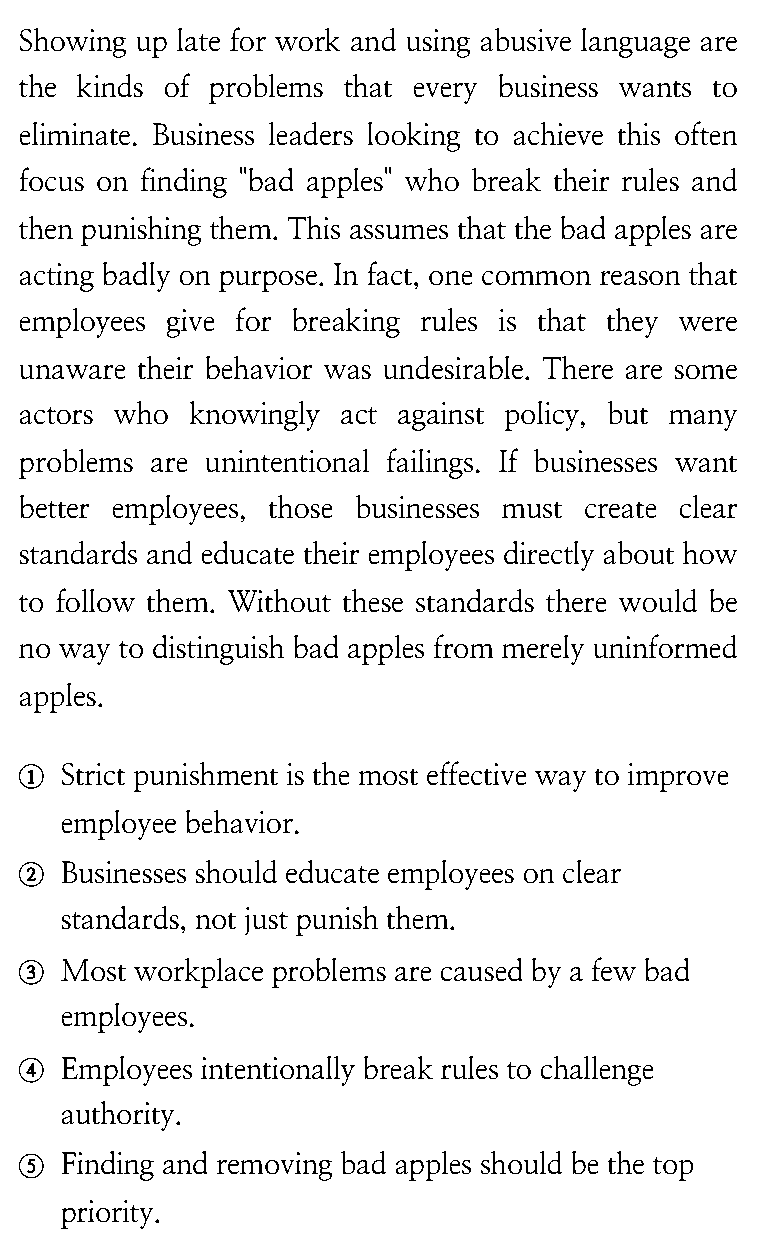 Showing up late for work and using abusive language are
the kinds of problems that every business wants to
eliminate. Business leaders looking to achieve this often
focus on finding "bad apples" who break their rules and
then punishing them. This assumes that the bad apples are
acting badly on purpose. In fact, one common reason that
employees give for breaking rules is that they were
unaware their behavior was undesirable. There are some
actors who knowingly act against policy, but many
problems are unintentional failings. If businesses want
better employees, those businesses must create clear
standards and educate their employees directly about how
to follow them. Without these standards there would be
no way to distinguish bad apples from merely uninformed
apples.
① Strict punishment is the most effective way to improve
employee behavior.
② Businesses should educate employees on clear
standards, not just punish them.
③ Most workplace problems are caused by a few bad
employees.
④ Employees intentionally break rules to challenge
authority.
⑤ Finding and removing bad apples should be the top
priority.